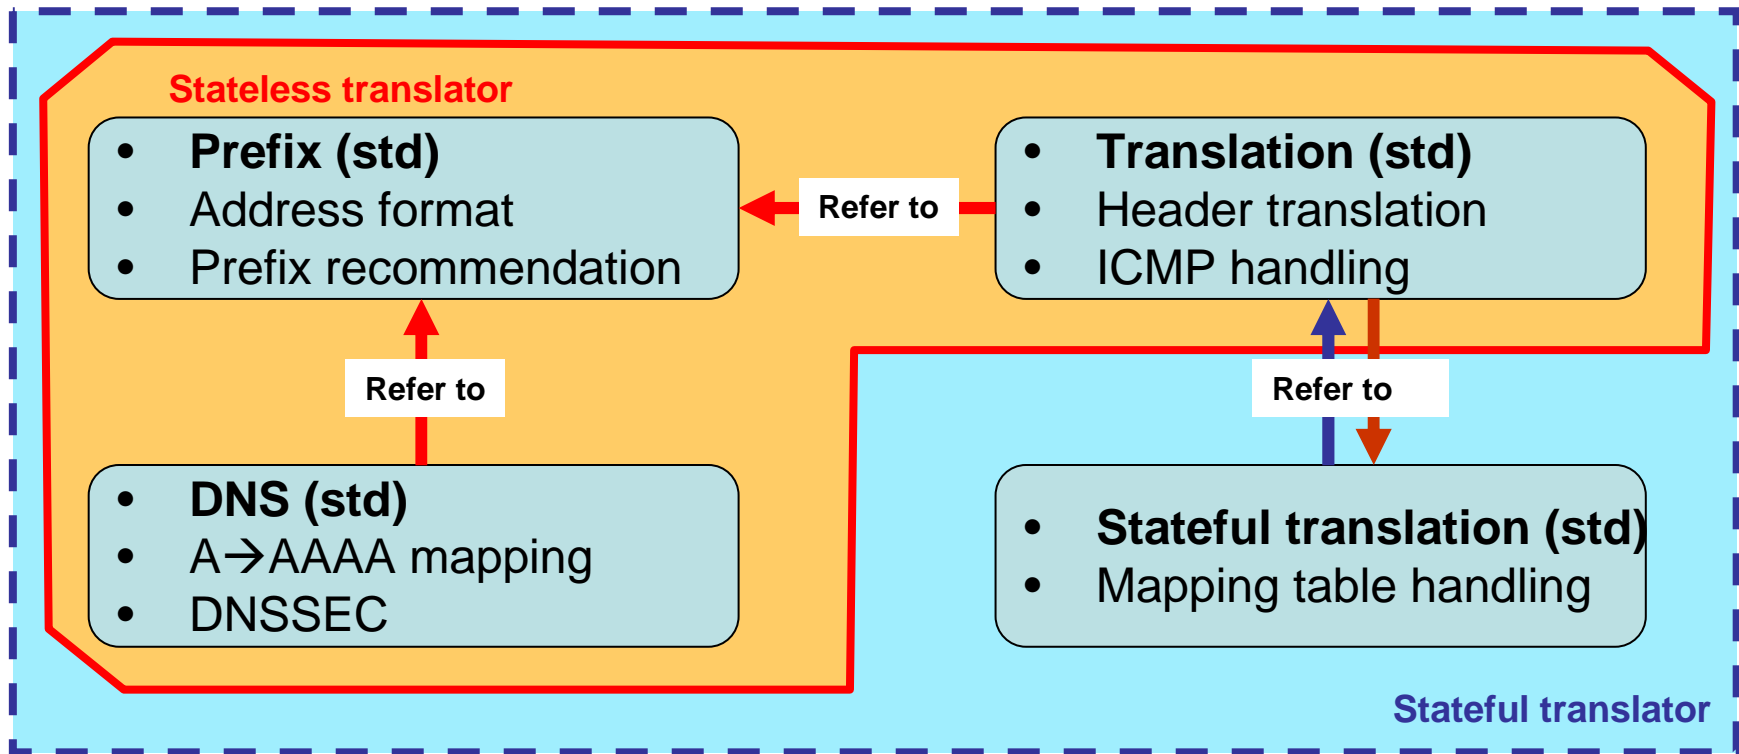 Stateless translator
• Prefix (std)
• Address format
• Prefix recommendation
Refer to
• Translation (std)
• Header translation
• ICMP handling
Refer to
Refer to
• DNS (std)
• A→AAAA mapping
• DNSSEC
• Stateful translation (std)
• Mapping table handling
Stateful translator